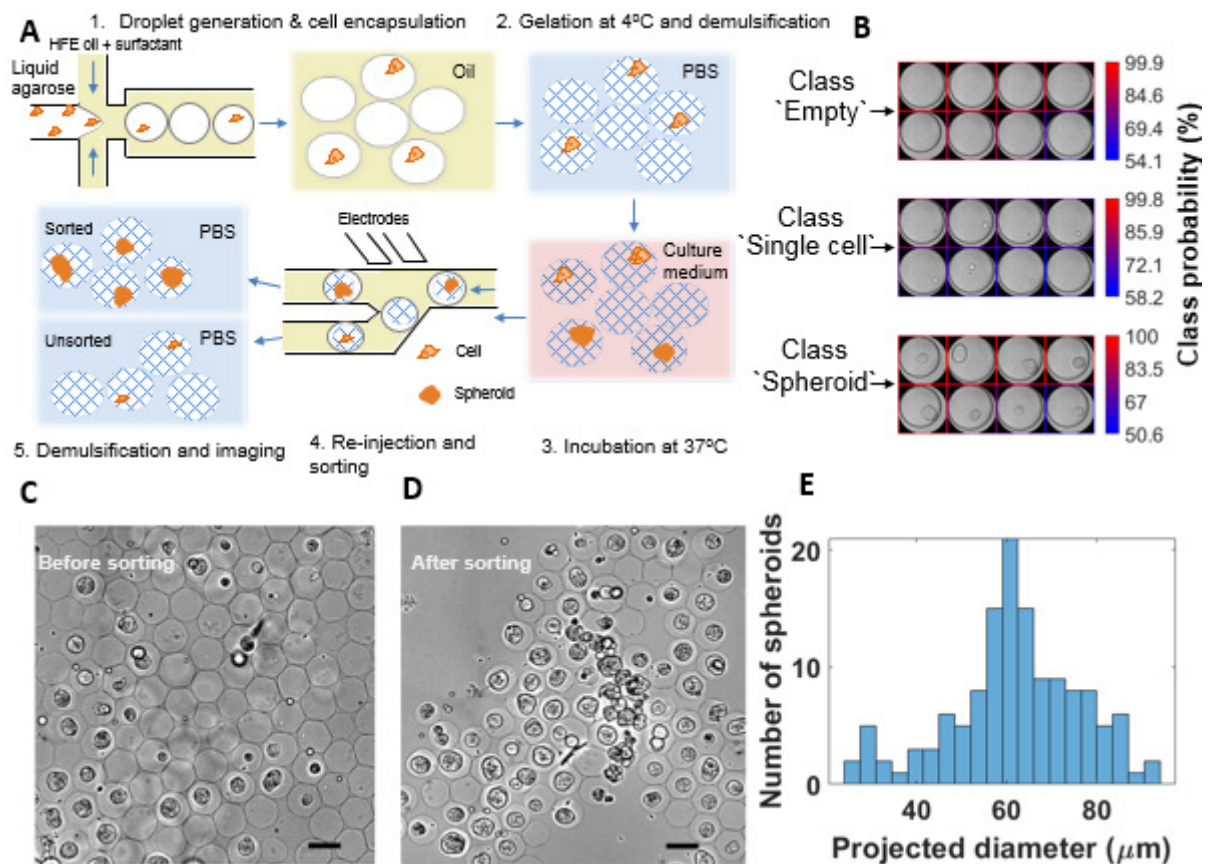 A
1. Droplet generation & cell encapsulation
HFE oil + surfactant
Liquid
agarose
Oil
2. Gelation at 4ºC and demulsification
PBS
Culture
medium
3. Incubation at 37ºC
Electrodes
Cell
Spheroid
4. Re-injection and
sorting
Sorted
PBS
Unsorted
PBS
5. Demulsification and imaging
B
Class
`Empty'
99.9
84.6
69.4
54.1
Class
`Single cell'
99.8
85.9
72.1
58.2
Class
`Spheroid'
100
83.5
67
50.6
Class probability (%)
C
Before sorting
D
After sorting
E
Number of spheroids
20
10
0
40
60
80
Projected diameter (μm)